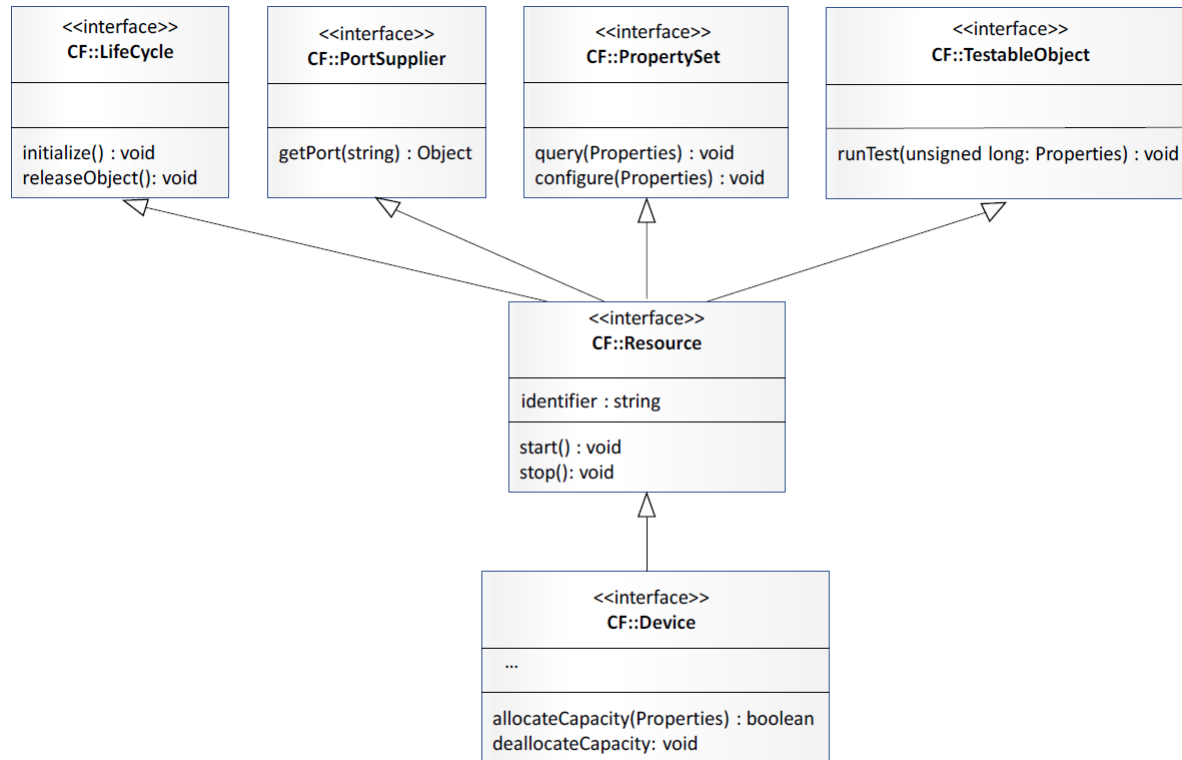 <<interface>>
CF::LifeCycle
initialize() : void
releaseObject(): void
<<interface>>
CF::PortSupplier
getPort(string) : Object
<<interface>>
CF::PropertySet
query(Properties) : void
configure(Properties) : void
<<interface>>
CF::TestableObject
runTest(unsigned long: Properties) : void
<<interface>>
CF::Resource
identifier : string
start() : void
stop(): void
<<interface>>
CF::Device
...
allocateCapacity(Properties) : boolean
deallocateCapacity: void